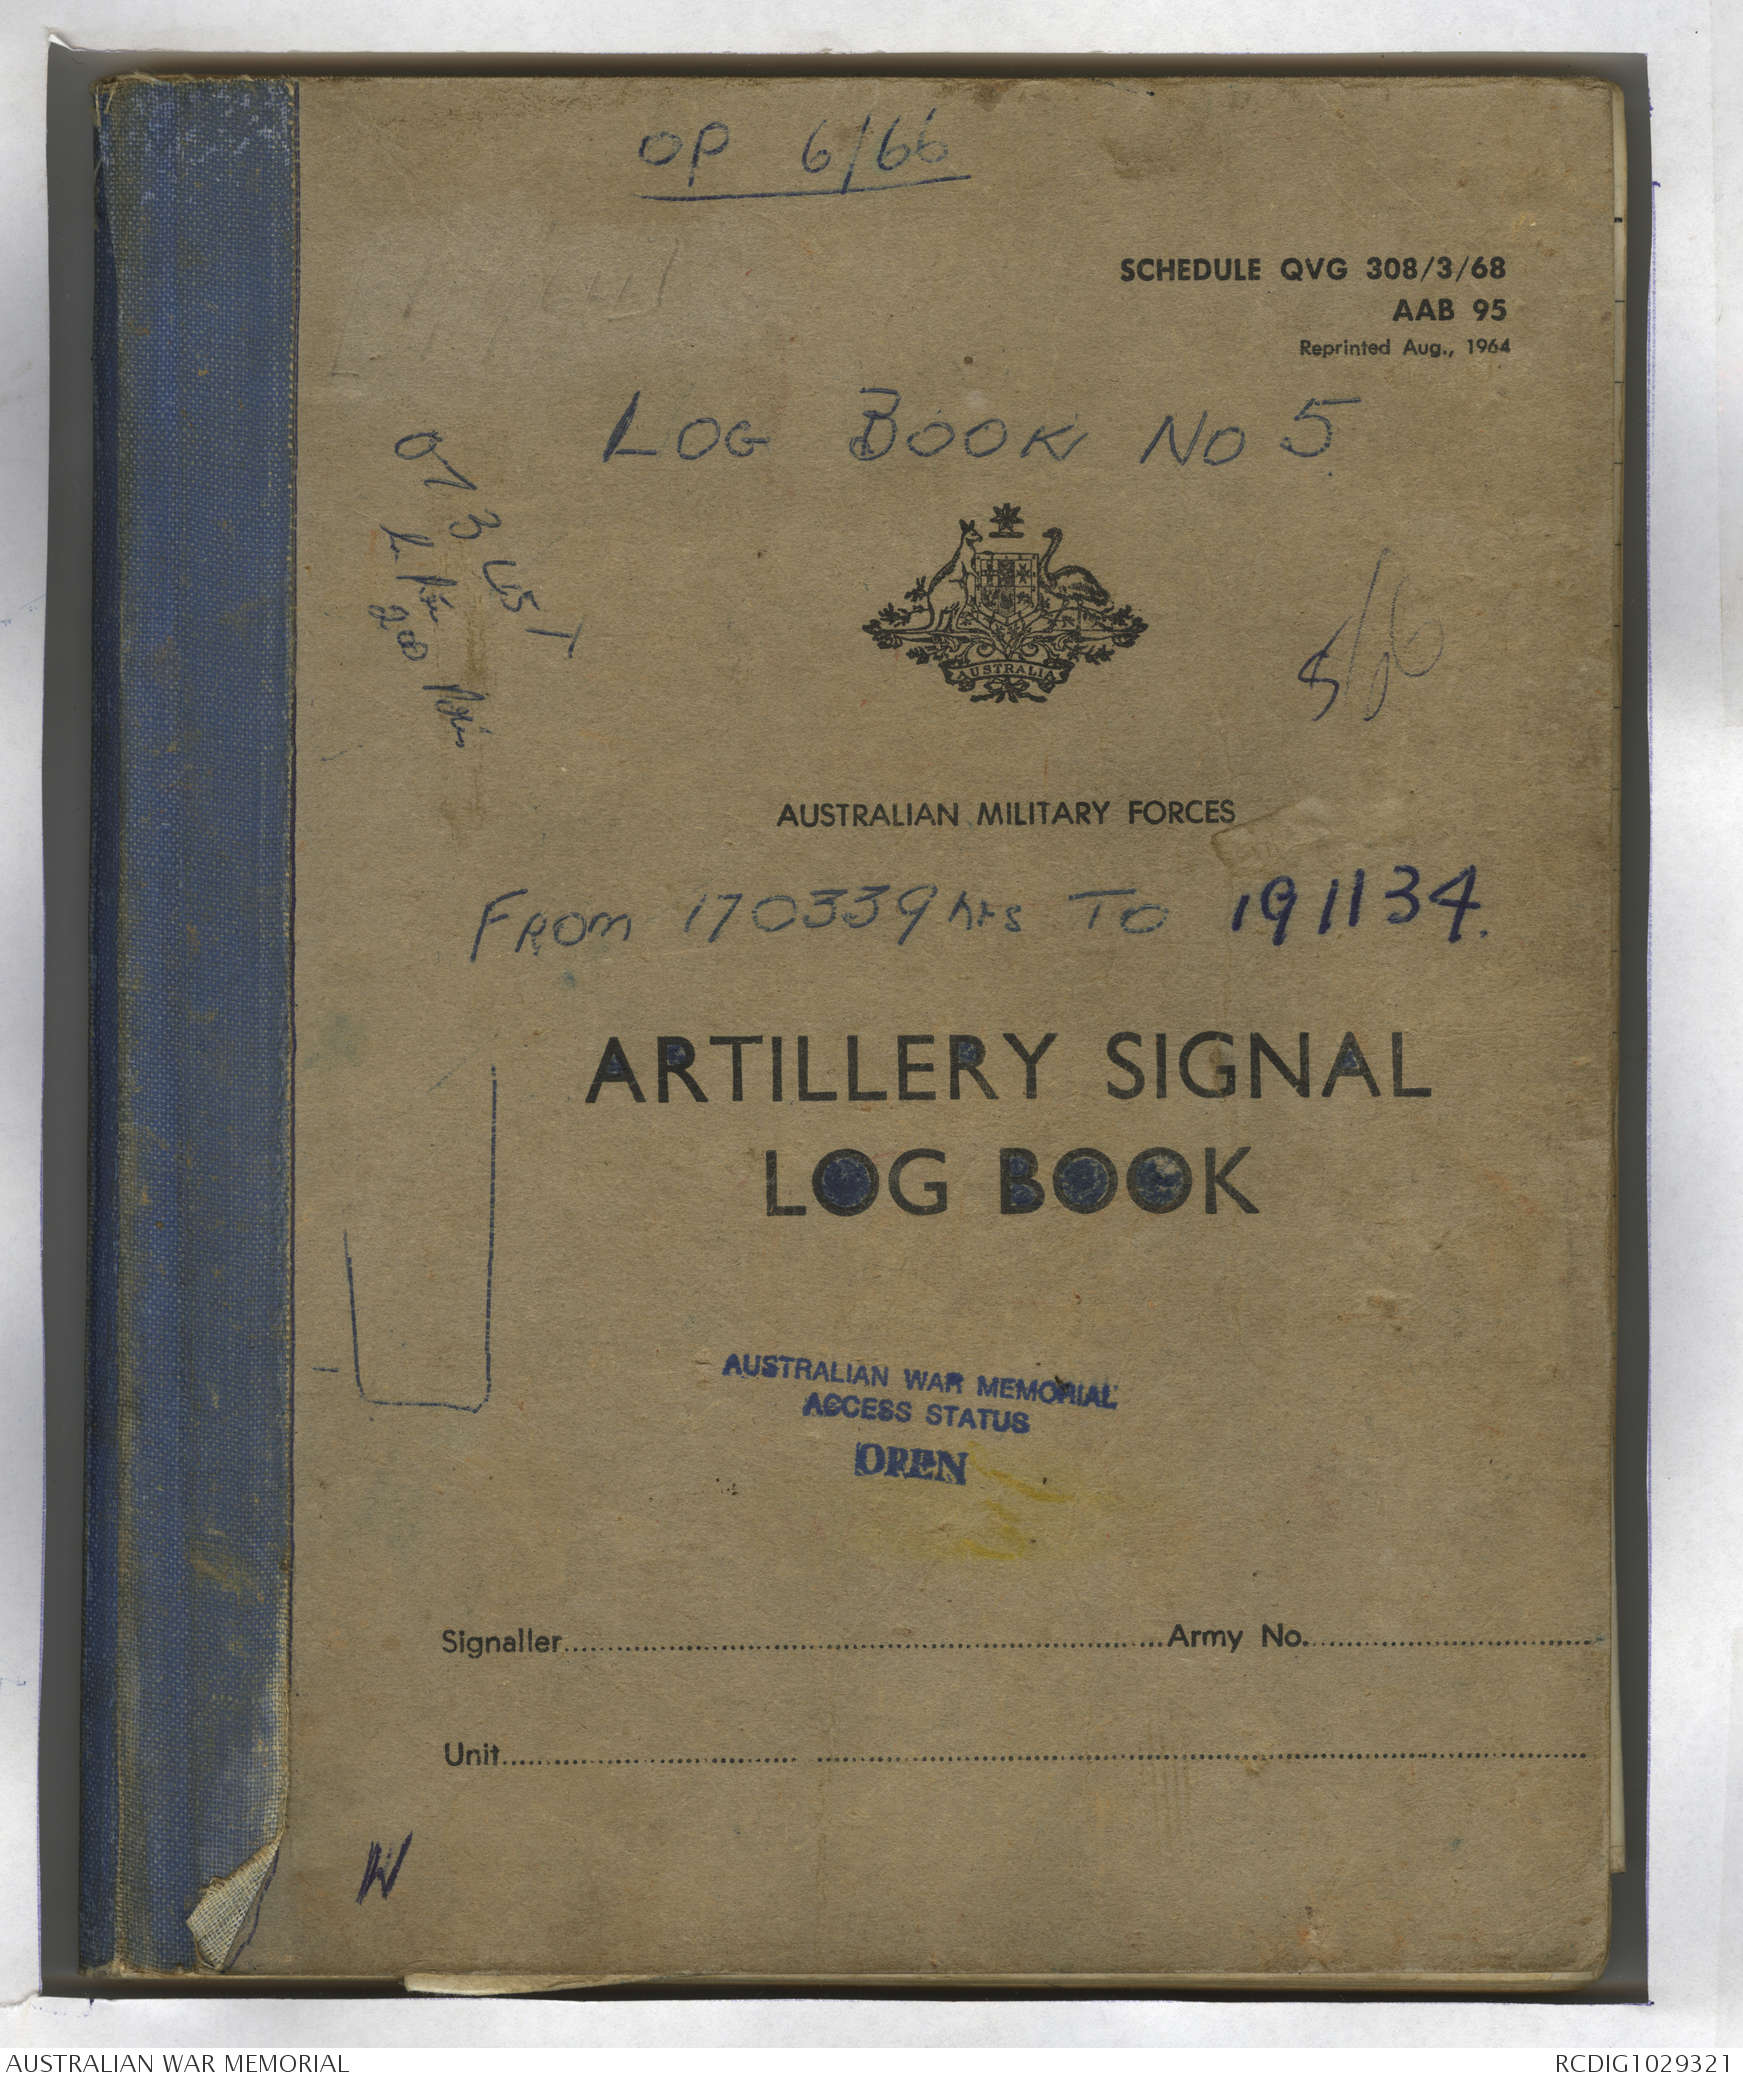 OP 6/66
SCHEDULE QVG 308/3/68
AAB 95
Reprinted Aug., 1964
LOG BOOK NO 5
AUSTRALIA
AUSTRALIAN MILITARY FORCES
FROM 170339hrs TO 191134.
ARTILLERY SIGNAL
LOG BOOK
AUSTRALIAN WAR MEMORIAL
ACCESS STATUS
OPEN
Signaller
Army No.
Unit
AUSTRALIAN WAR MEMORIAL
RCDIG1029321